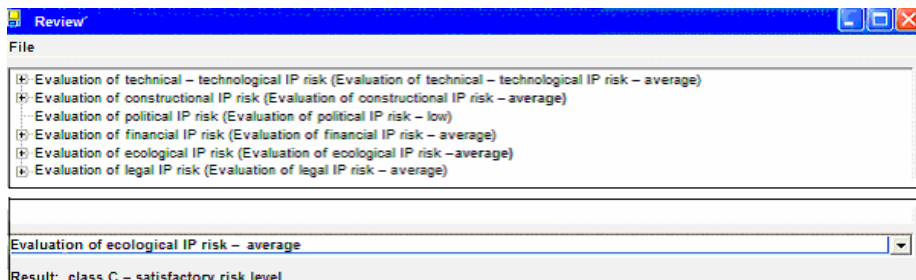 Review
File
Evaluation of technical – technological IP risk (Evaluation of technical – technological IP risk – average)
Evaluation of constructional IP risk (Evaluation of constructional IP risk – average)
Evaluation of political IP risk (Evaluation of political IP risk – low)
Evaluation of financial IP risk (Evaluation of financial IP risk – average)
Evaluation of ecological IP risk (Evaluation of ecological IP risk –average)
Evaluation of legal IP risk (Evaluation of legal IP risk – average)
Evaluation of ecological IP risk – average
Result: class C – satisfactory risk level